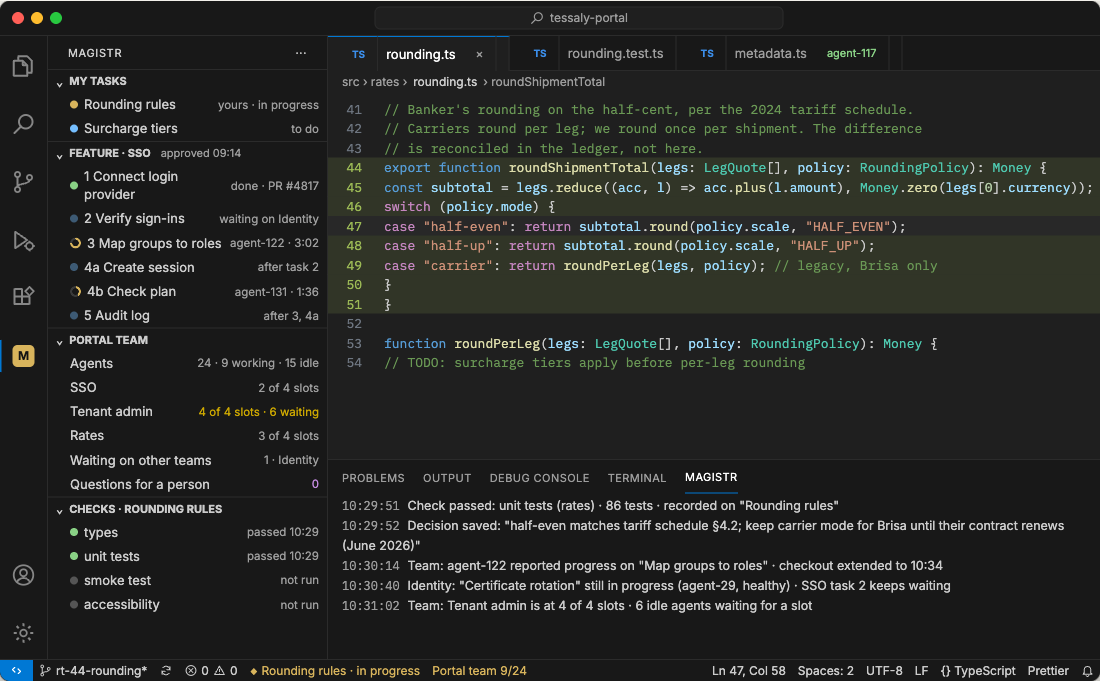 tessaly-portal
MAGISTR ···
MY TASKS
Rounding rules yours · in progress
Surcharge tiers to do
FEATURE · SSO approved 09:14
1 Connect login provider done · PR #4817
2 Verify sign-ins waiting on Identity
3 Map groups to roles agent-122 · 3:02
4a Create session after task 2
4b Check plan agent-131 · 1:36
5 Audit log after 3, 4a
PORTAL TEAM
Agents 24 · 9 working · 15 idle
SSO 2 of 4 slots
Tenant admin 4 of 4 slots · 6 waiting
Rates 3 of 4 slots
Waiting on other teams 1 · Identity
Questions for a person 0
CHECKS · ROUNDING RULES
types passed 10:29
unit tests passed 10:29
smoke test not run
accessibility not run
M
TS rounding.ts × TS rounding.test.ts TS metadata.ts agent-117
src › rates › rounding.ts › roundShipmentTotal
41 // Banker's rounding on the half-cent, per the 2024 tariff schedule.
42 // Carriers round per leg; we round once per shipment. The difference
43 // is reconciled in the ledger, not here.
44 export function roundShipmentTotal(legs: LegQuote[], policy: RoundingPolicy): Money {
45 const subtotal = legs.reduce((acc, l) => acc.plus(l.amount), Money.zero(legs[0].currency));
46 switch (policy.mode) {
47 case "half-even": return subtotal.round(policy.scale, "HALF_EVEN");
48 case "half-up": return subtotal.round(policy.scale, "HALF_UP");
49 case "carrier": return roundPerLeg(legs, policy); // legacy, Brisa only
50 }
51 }
52
53 function roundPerLeg(legs: LegQuote[], policy: RoundingPolicy): Money {
54 // TODO: surcharge tiers apply before per-leg rounding
PROBLEMS OUTPUT DEBUG CONSOLE TERMINAL MAGISTR
10:29:51 Check passed: unit tests (rates) · 86 tests · recorded on "Rounding rules"
10:29:52 Decision saved: "half-even matches tariff schedule §4.2; keep carrier mode for Brisa until their contract renews
(June 2026)"
10:30:14 Team: agent-122 reported progress on "Map groups to roles" · checkout extended to 10:34
10:30:40 Identity: "Certificate rotation" still in progress (agent-29, healthy) · SSO task 2 keeps waiting
10:31:02 Team: Tenant admin is at 4 of 4 slots · 6 idle agents waiting for a slot
rt-44-rounding* 0 0 Rounding rules · in progress Portal team 9/24 Ln 47, Col 58 Spaces: 2 UTF-8 LF {} TypeScript Prettier